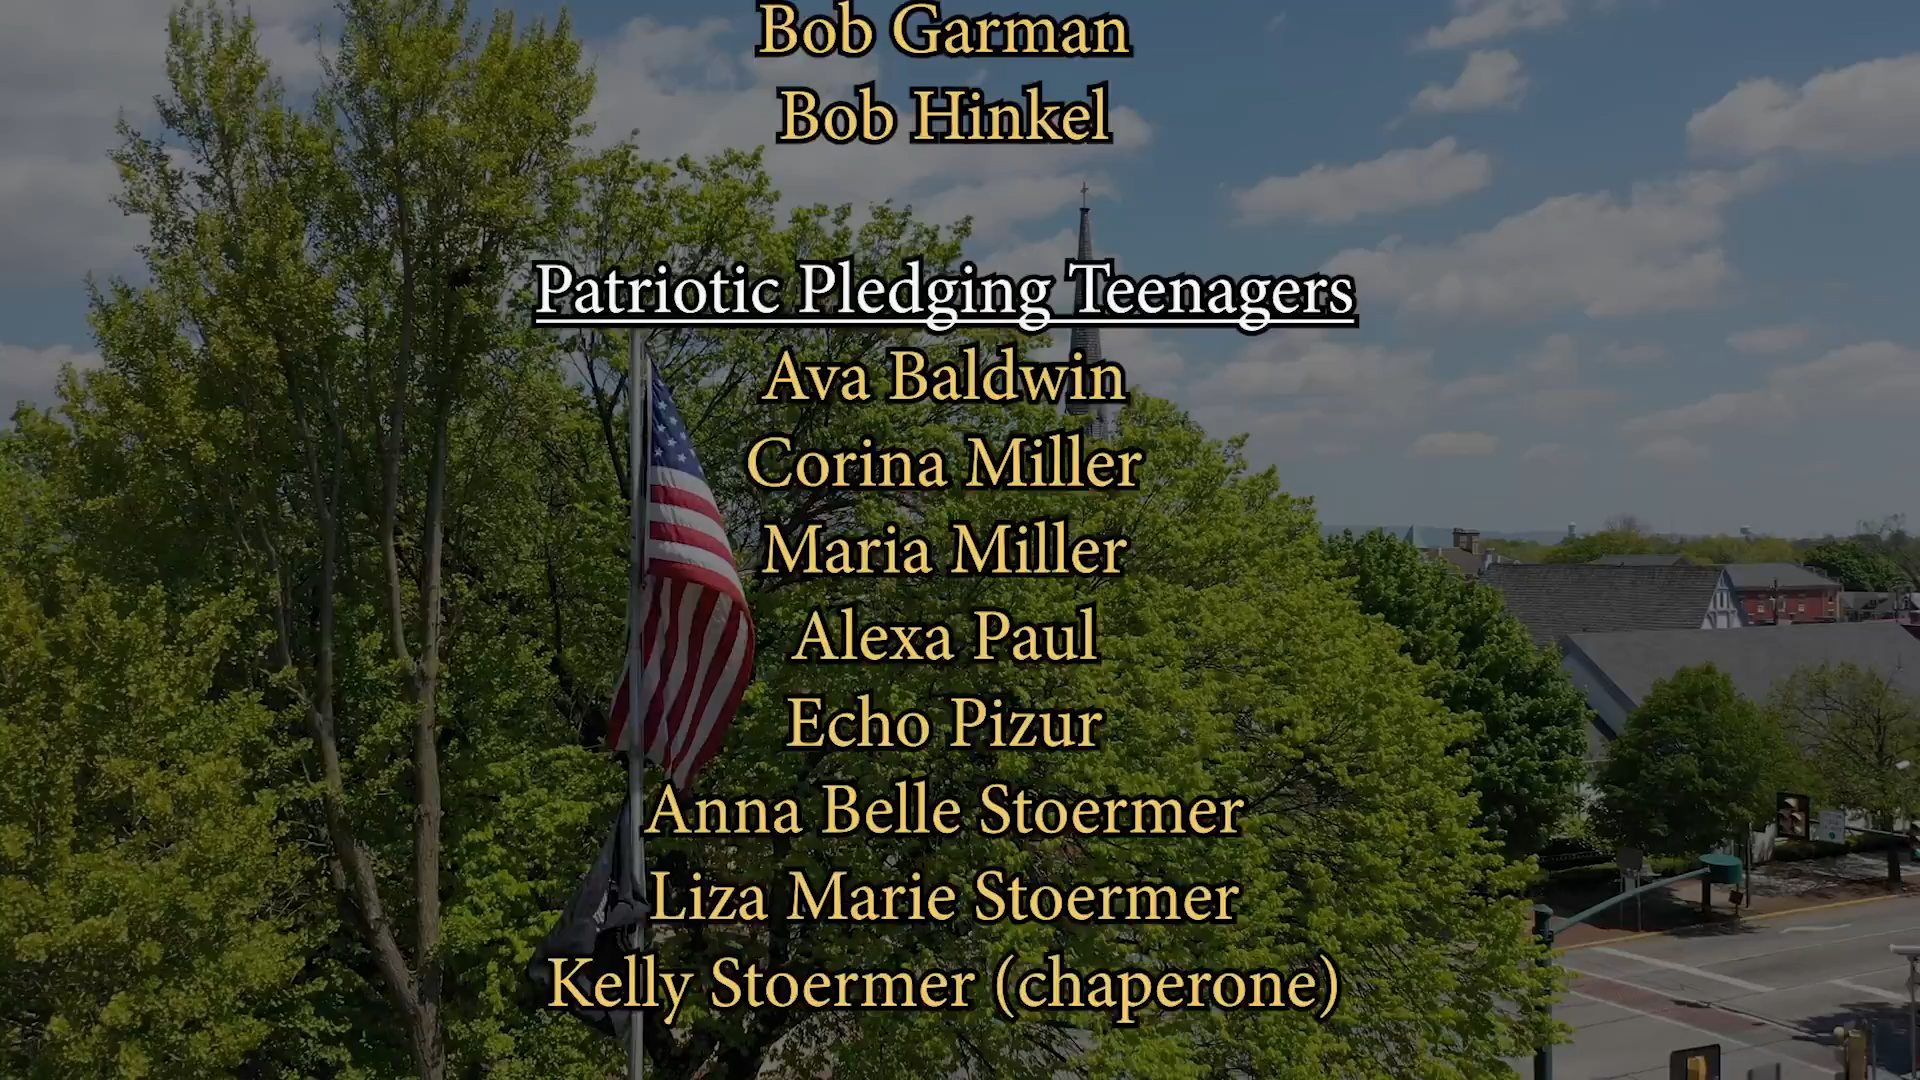 Bob Garman
Bob Hinkel
Patriotic Pledging Teenagers
Ava Baldwin
Corina Miller
Maria Miller
Alexa Paul
Echo Pizur
Anna Belle Stoermer
Liza Marie Stoermer
Kelly Stoermer (chaperone)